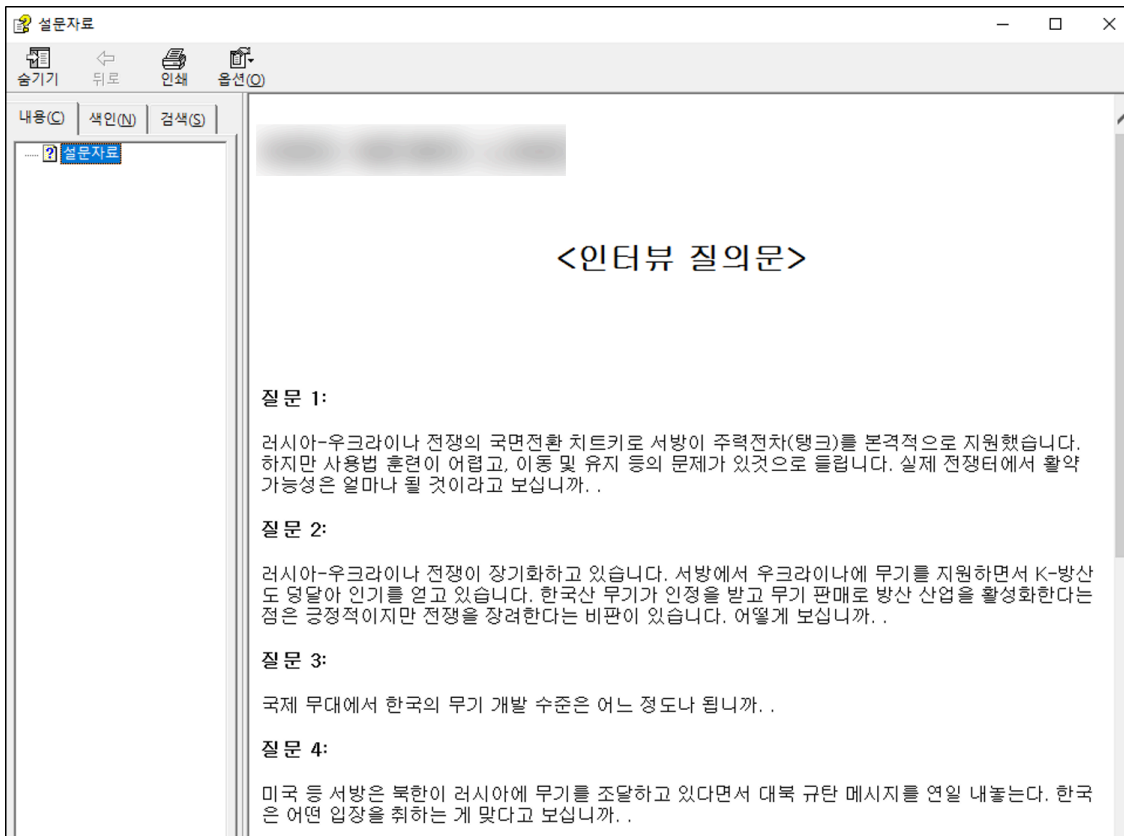 설문자료
숨기기 뒤로 인쇄 옵션(O)
내용(C) 색인(N) 검색(S)
설문자료
<인터뷰 질의문>
질문 1:
러시아-우크라이나 전쟁의 국면전환 치트키로 서방이 주력전차(탱크)를 본격적으로 지원했습니다.
하지만 사용법 훈련이 어렵고, 이동 및 유지 등의 문제가 있것으로 들립니다. 실제 전쟁터에서 활약
가능성은 얼마나 될 것이라고 보십니까. .
질문 2:
러시아-우크라이나 전쟁이 장기화하고 있습니다. 서방에서 우크라이나에 무기를 지원하면서 K-방산
도 덩달아 인기를 얻고 있습니다. 한국산 무기가 인정을 받고 무기 판매로 방산 산업을 활성화한다는
점은 긍정적이지만 전쟁을 장려한다는 비판이 있습니다. 어떻게 보십니까. .
질문 3:
국제 무대에서 한국의 무기 개발 수준은 어느 정도나 됩니까. .
질문 4:
미국 등 서방은 북한이 러시아에 무기를 조달하고 있다면서 대북 규탄 메시지를 연일 내놓는다. 한국
은 어떤 입장을 취하는 게 맞다고 보십니까. .